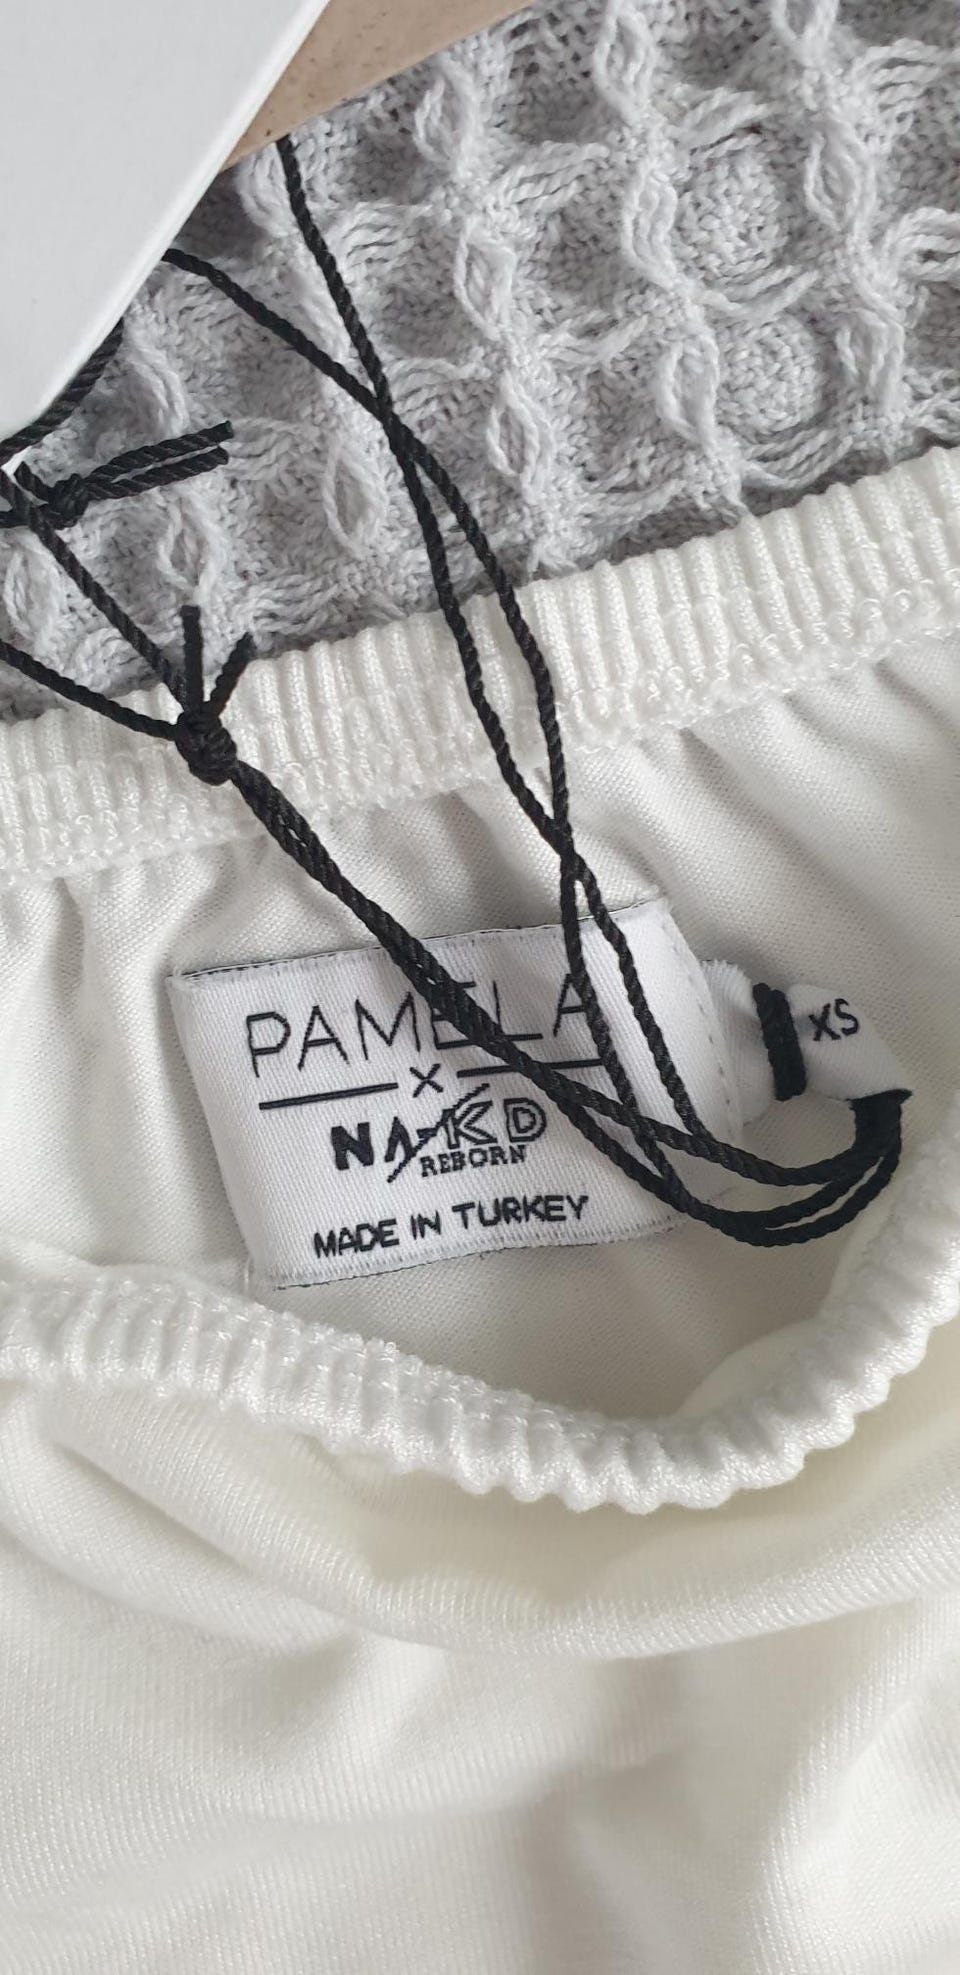 PAMELA
X
NA-KD
REBORN
MADE IN TURKEY
XS